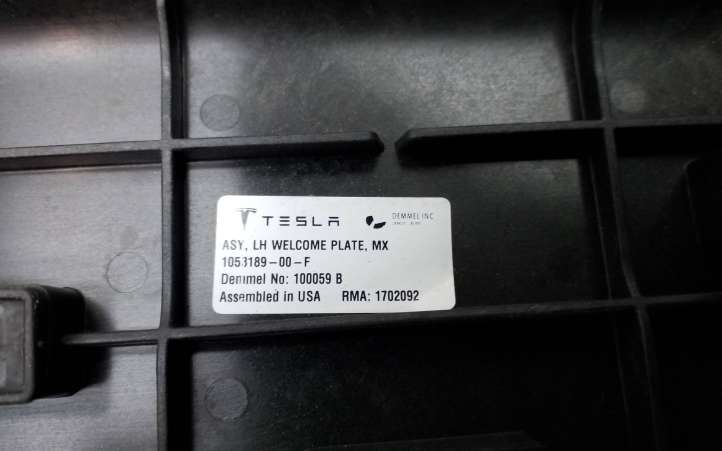 TESLA DEMMEL INC
ASY, LH WELCOME PLATE, MX
1053189-00-F
Demmel No: 100059 B
Assembled in USA RMA: 1702092